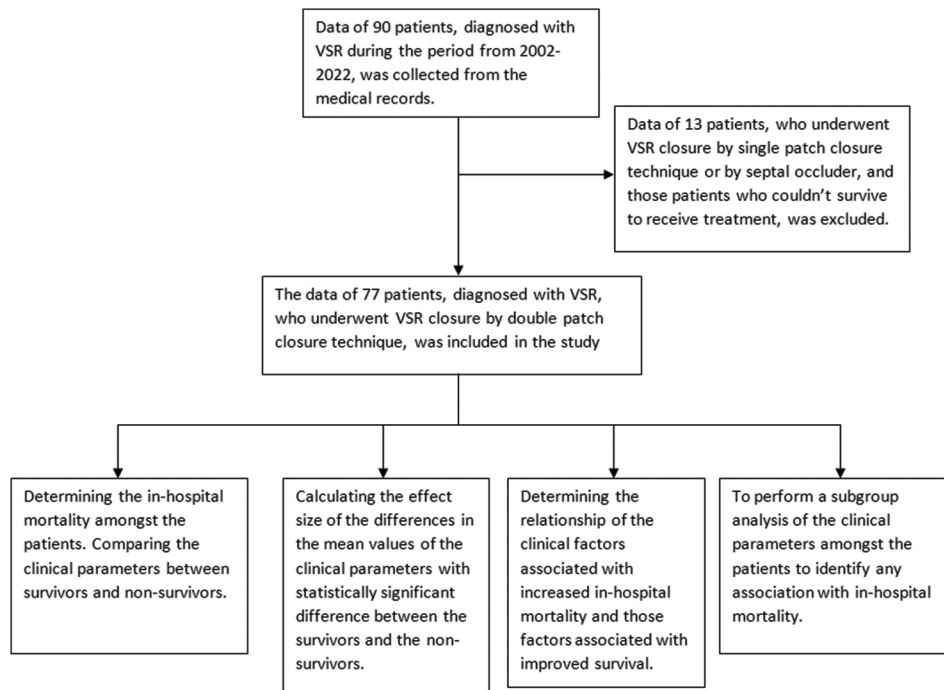 Data of 90 patients, diagnosed with
VSR during the period from 2002-
2022, was collected from the
medical records.
Data of 13 patients, who underwent
VSR closure by single patch closure
technique or by septal occluder, and
those patients who couldn't survive
to receive treatment, was excluded.
The data of 77 patients, diagnosed with VSR,
who underwent VSR closure by double patch
closure technique, was included in the study
Determining the in-hospital
mortality amongst the
patients. Comparing the
clinical parameters between
survivors and non-survivors.
Calculating the effect
size of the differences in
the mean values of the
clinical parameters with
statistically significant
difference between the
survivors and the non-
survivors.
Determining the
relationship of the
clinical factors
associated with
increased in-hospital
mortality and those
factors associated with
improved survival.
To perform a subgroup
analysis of the clinical
parameters amongst the
patients to identify any
association with in-hospital
mortality.